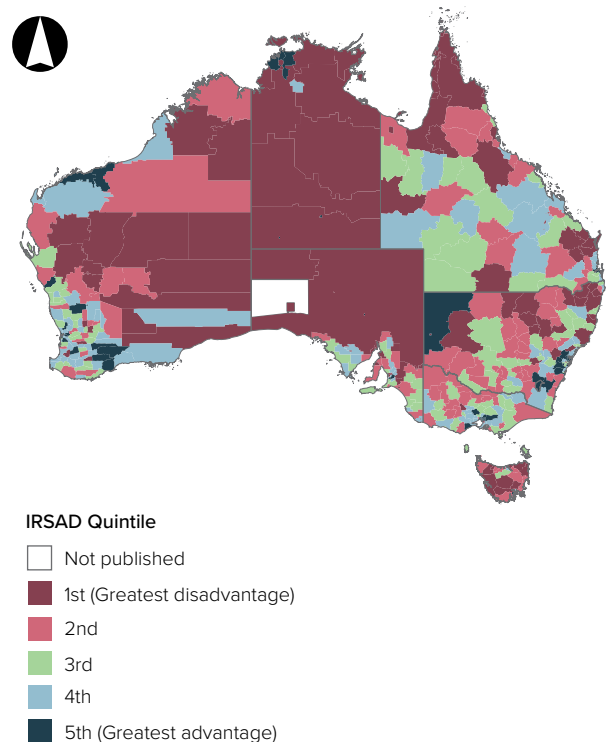 IRSAD Quintile
Not published
1st (Greatest disadvantage)
2nd
3rd
4th
5th (Greatest advantage)